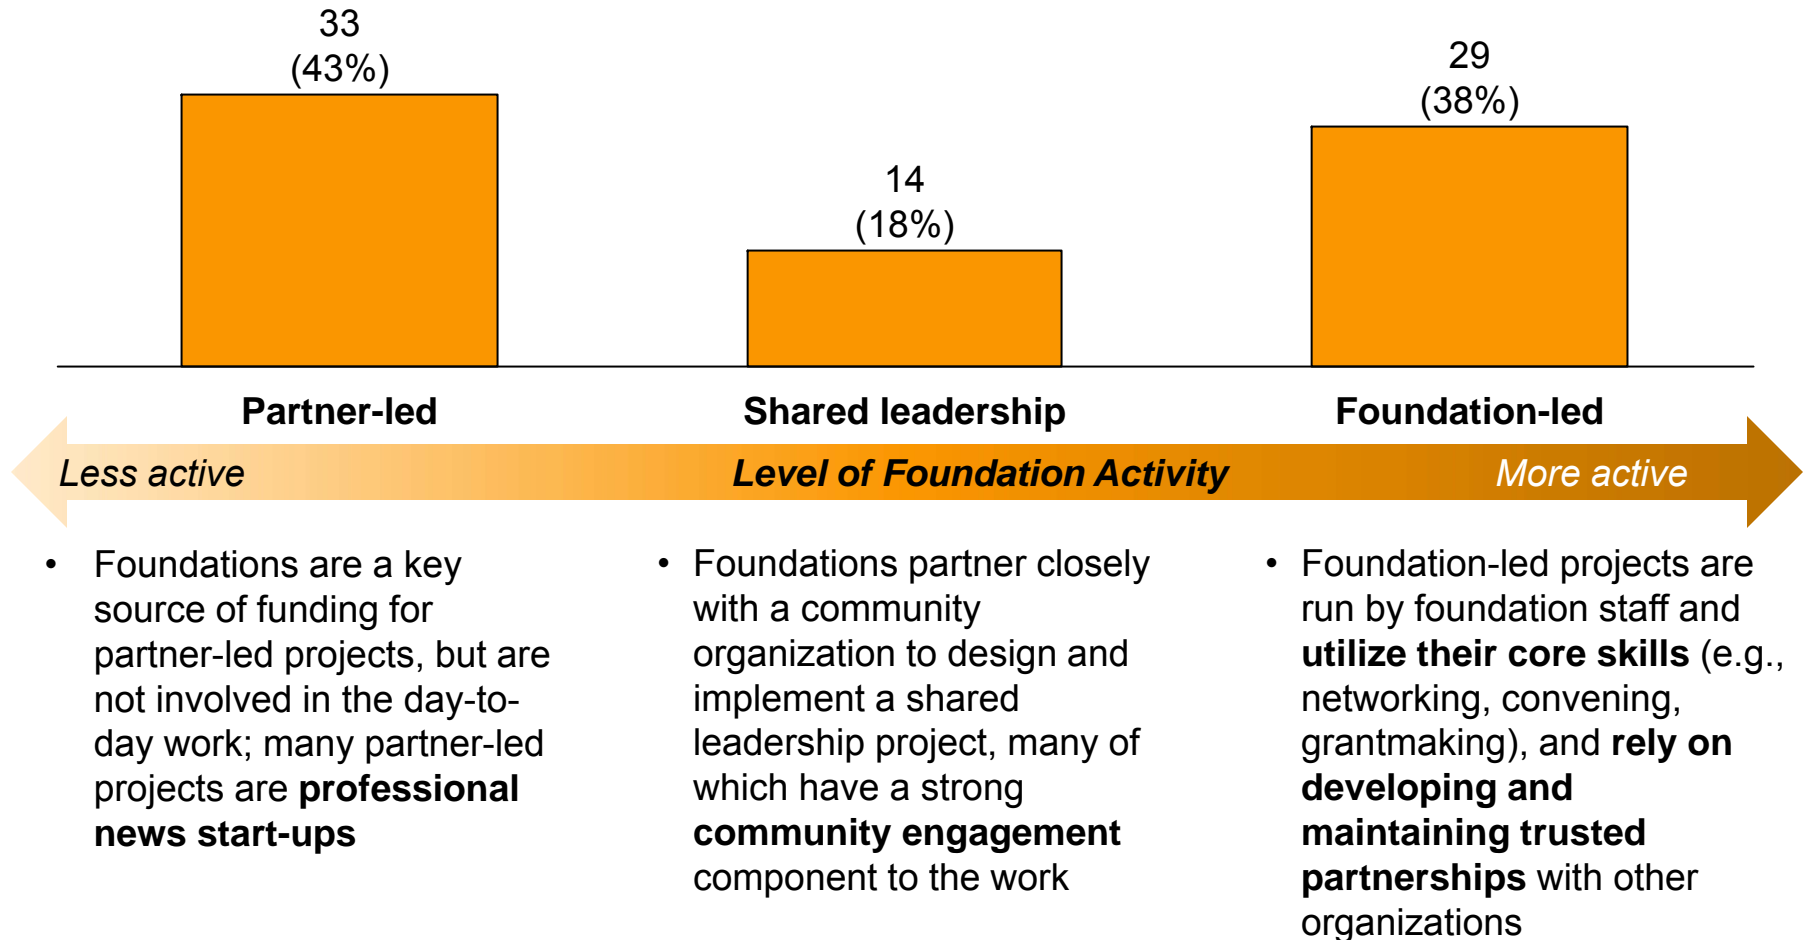 33
(43%)
14
(18%)
29
(38%)
Partner-led
Shared leadership
Foundation-led
Less active
Level of Foundation Activity
More active
• Foundations are a key
source of funding for
partner-led projects, but are
not involved in the day-to-
day work; many partner-led
projects are professional
news start-ups
• Foundations partner closely
with a community
organization to design and
implement a shared
leadership project, many of
which have a strong
community engagement
component to the work
• Foundation-led projects are
run by foundation staff and
utilize their core skills (e.g.,
networking, convening,
grantmaking), and rely on
developing and
maintaining trusted
partnerships with other
organizations